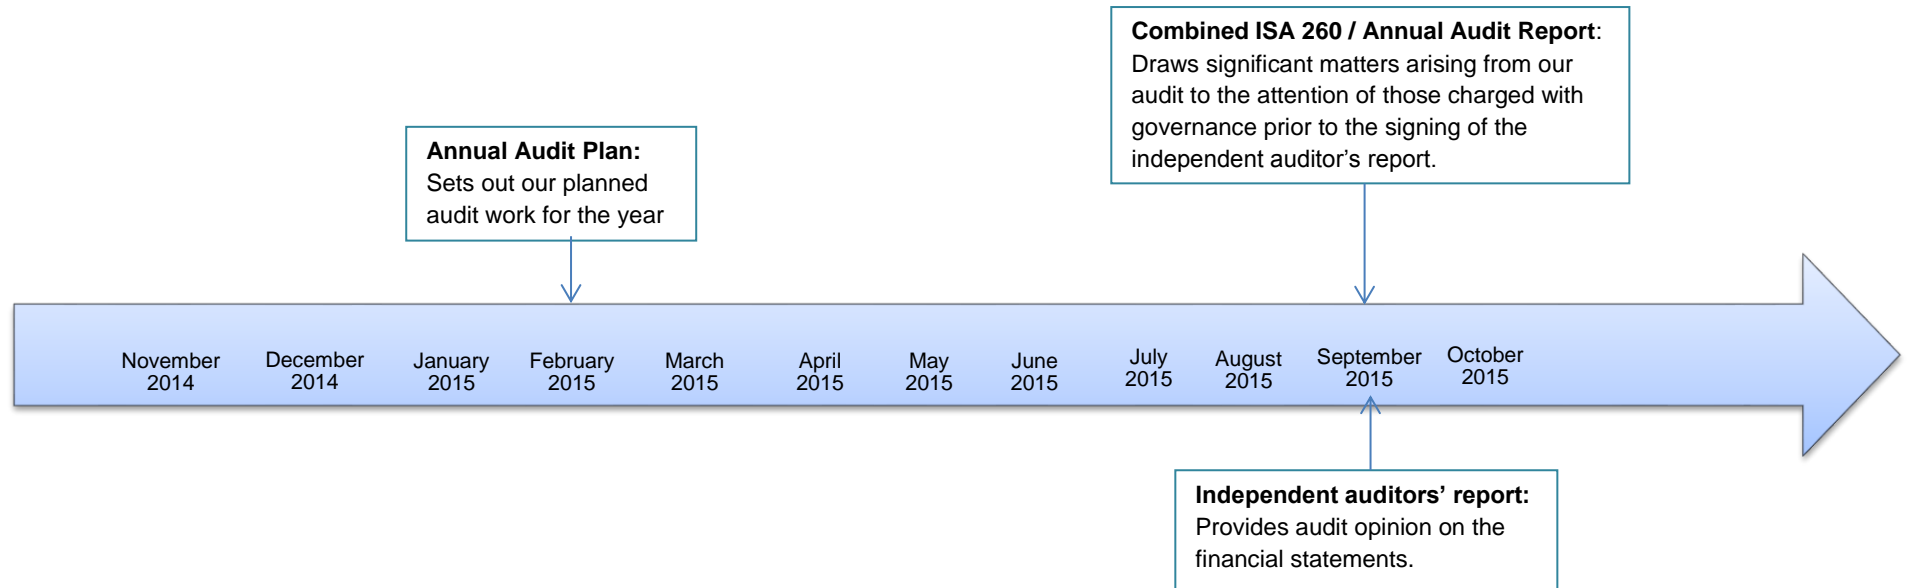 Combined ISA 260 / Annual Audit Report:
Draws significant matters arising from our
audit to the attention of those charged with
governance prior to the signing of the
independent auditor’s report.
Annual Audit Plan:
Sets out our planned
audit work for the year
November
2014
December
2014
January
2015
February
2015
March
2015
April
2015
May
2015
June
2015
July
2015
August
2015
September
2015
October
2015
Independent auditors’ report:
Provides audit opinion on the
financial statements.